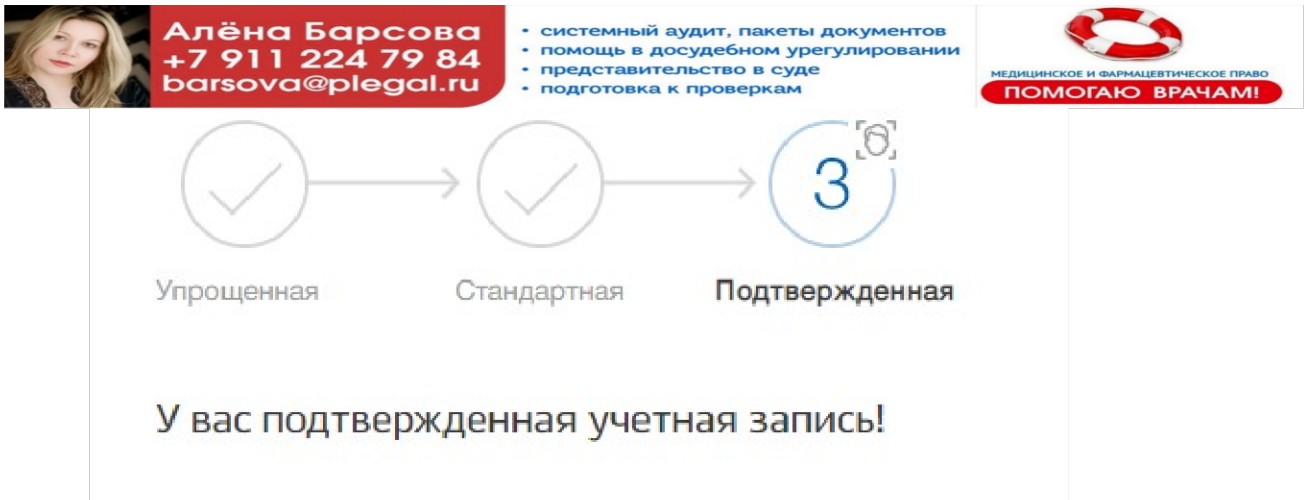 Алёна Барсова
+7 911 224 79 84
barsova@plegal.ru
• системный аудит, пакеты документов
• помощь в досудебном урегулировании
• представительство в суде
• подготовка к проверкам
МЕДИЦИНСКОЕ И ФАРМАЦЕВТИЧЕСКОЕ ПРАВО
ПОМОГАЮ ВРАЧАМ!
3
Упрощенная
Стандартная
Подтвержденная
У вас подтвержденная учетная запись!